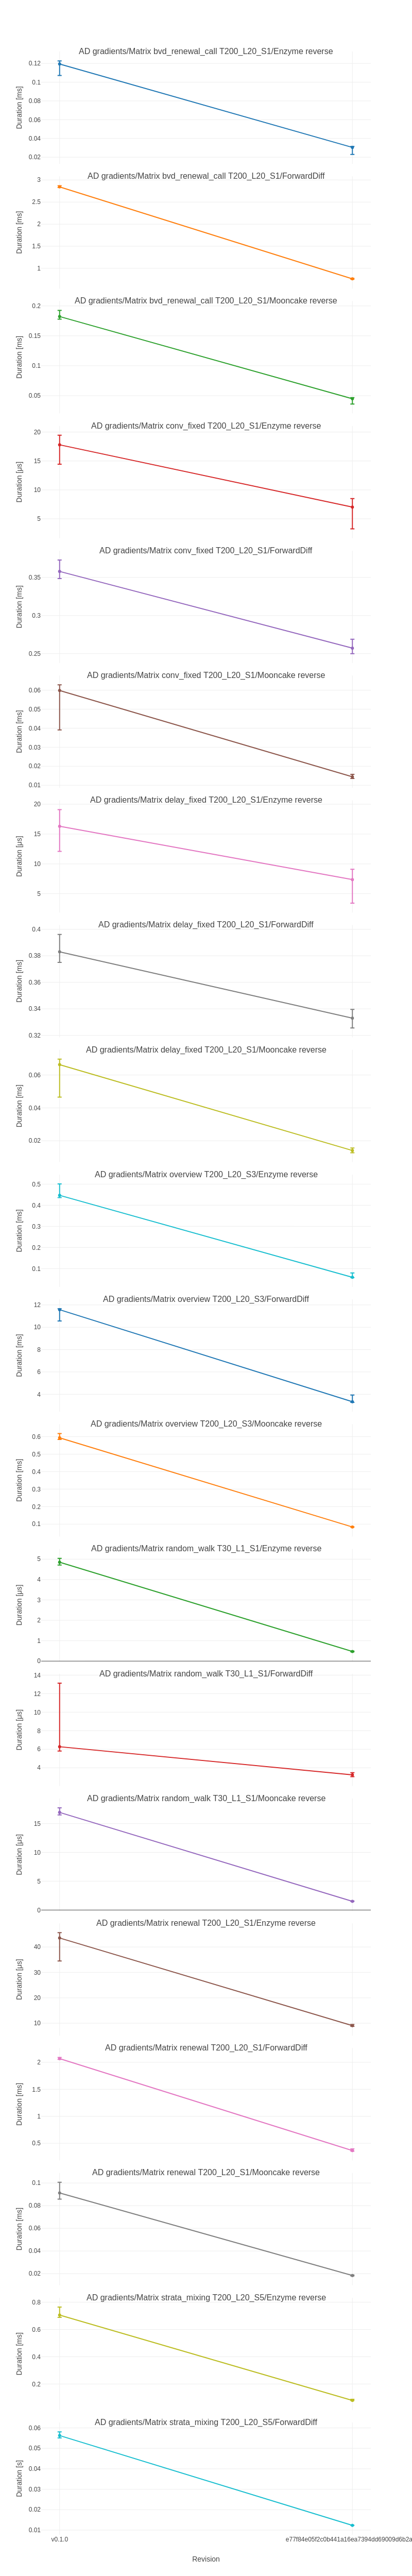 AD gradients/Matrix bvd_renewal_call T200_L20_S1/Enzyme reverse
Duration [ms]
0.12
0.1
0.08
0.06
0.04
0.02
AD gradients/Matrix bvd_renewal_call T200_L20_S1/ForwardDiff
Duration [ms]
3
2.5
2
1.5
1
AD gradients/Matrix bvd_renewal_call T200_L20_S1/Mooncake reverse
Duration [ms]
0.2
0.15
0.1
0.05
AD gradients/Matrix conv_fixed T200_L20_S1/Enzyme reverse
Duration [μs]
20
15
10
5
AD gradients/Matrix conv_fixed T200_L20_S1/ForwardDiff
Duration [ms]
0.35
0.3
0.25
AD gradients/Matrix conv_fixed T200_L20_S1/Mooncake reverse
Duration [ms]
0.06
0.05
0.04
0.03
0.02
0.01
AD gradients/Matrix delay_fixed T200_L20_S1/Enzyme reverse
Duration [μs]
20
15
10
5
AD gradients/Matrix delay_fixed T200_L20_S1/ForwardDiff
Duration [ms]
0.4
0.38
0.36
0.34
0.32
AD gradients/Matrix delay_fixed T200_L20_S1/Mooncake reverse
Duration [ms]
0.06
0.04
0.02
AD gradients/Matrix overview T200_L20_S3/Enzyme reverse
Duration [ms]
0.5
0.4
0.3
0.2
0.1
AD gradients/Matrix overview T200_L20_S3/ForwardDiff
Duration [ms]
12
10
8
6
4
AD gradients/Matrix overview T200_L20_S3/Mooncake reverse
Duration [ms]
0.6
0.5
0.4
0.3
0.2
0.1
AD gradients/Matrix random_walk T30_L1_S1/Enzyme reverse
Duration [μs]
5
4
3
2
1
0
AD gradients/Matrix random_walk T30_L1_S1/ForwardDiff
Duration [μs]
14
12
10
8
6
4
AD gradients/Matrix random_walk T30_L1_S1/Mooncake reverse
Duration [μs]
15
10
5
0
AD gradients/Matrix renewal T200_L20_S1/Enzyme reverse
Duration [μs]
40
30
20
10
AD gradients/Matrix renewal T200_L20_S1/ForwardDiff
Duration [ms]
2
1.5
1
0.5
AD gradients/Matrix renewal T200_L20_S1/Mooncake reverse
Duration [ms]
0.1
0.08
0.06
0.04
0.02
AD gradients/Matrix strata_mixing T200_L20_S5/Enzyme reverse
Duration [ms]
0.8
0.6
0.4
0.2
AD gradients/Matrix strata_mixing T200_L20_S5/ForwardDiff
Duration [s]
0.06
0.05
0.04
0.03
0.02
0.01
v0.1.0
e77f84e05f2c0b441a16ea7394dd69009d6b2a
Revision